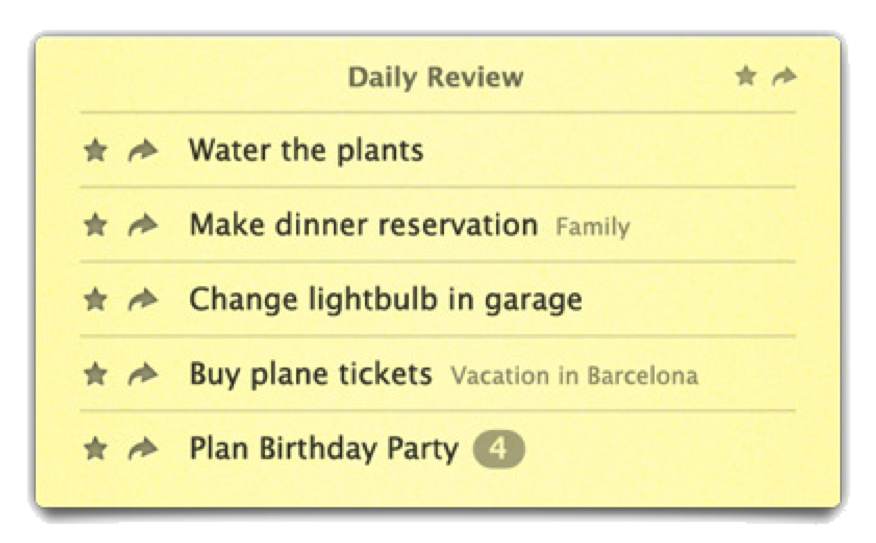 Daily Review
Water the plants
Make dinner reservation Family
Change lightbulb in garage
Buy plane tickets Vacation in Barcelona
Plan Birthday Party 4